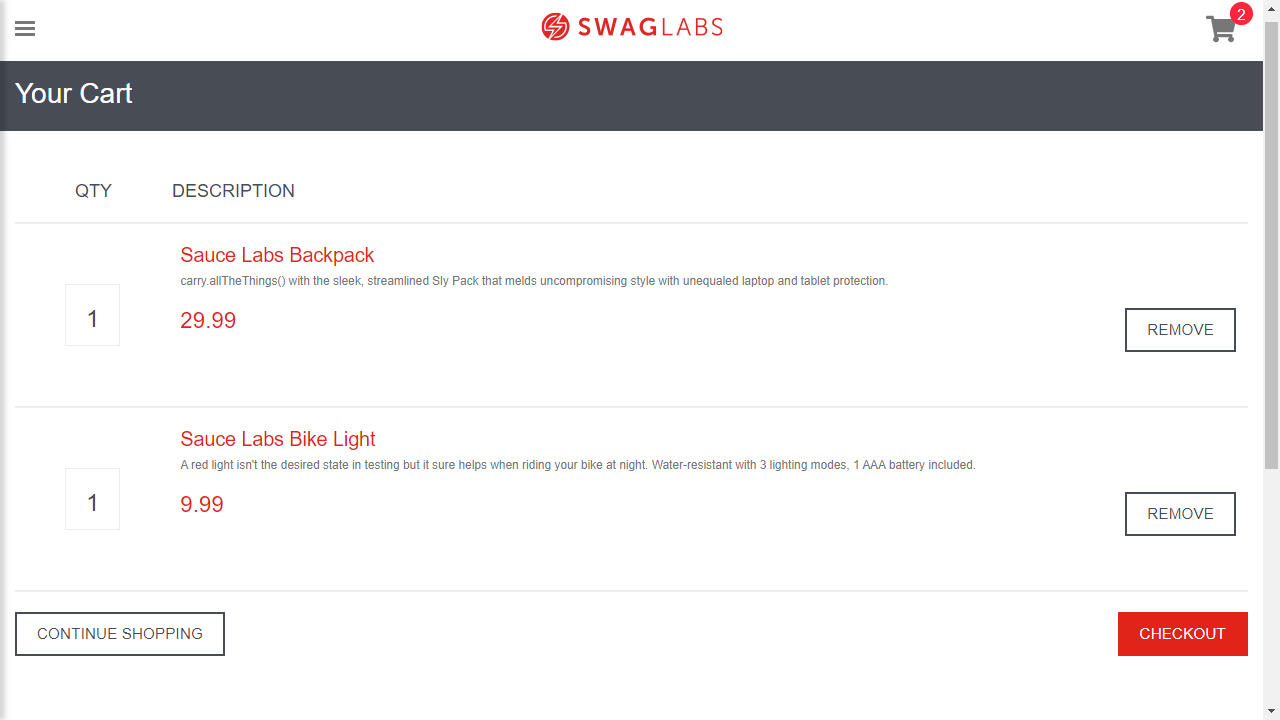 SWAGLABS
2
Your Cart
QTY DESCRIPTION
Sauce Labs Backpack
carry.allTheThings() with the sleek, streamlined Sly Pack that melds uncompromising style with unequaled laptop and tablet protection.
1
29.99
REMOVE
Sauce Labs Bike Light
A red light isn't the desired state in testing but it sure helps when riding your bike at night. Water-resistant with 3 lighting modes, 1 AAA battery included.
1
9.99
REMOVE
CONTINUE SHOPPING
CHECKOUT